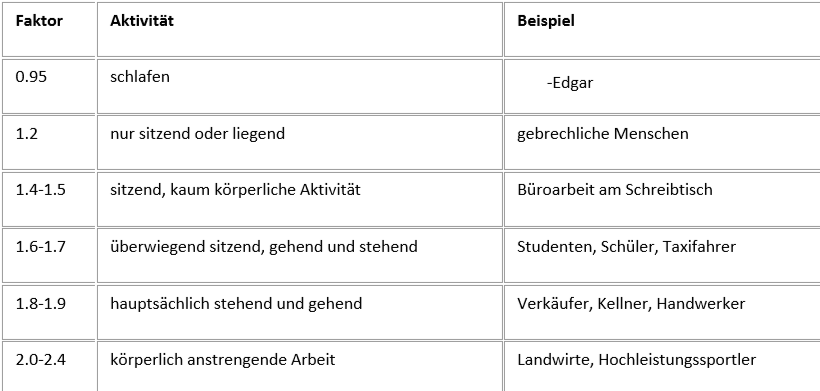 Faktor Aktivität Beispiel
0.95 schlafen -Edgar
1.2 nur sitzend oder liegend gebrechliche Menschen
1.4-1.5 sitzend, kaum körperliche Aktivität Büroarbeit am Schreibtisch
1.6-1.7 überwiegend sitzend, gehend und stehend Studenten, Schüler, Taxifahrer
1.8-1.9 hauptsächlich stehend und gehend Verkäufer, Kellner, Handwerker
2.0-2.4 körperlich anstrengende Arbeit Landwirte, Hochleistungssportler